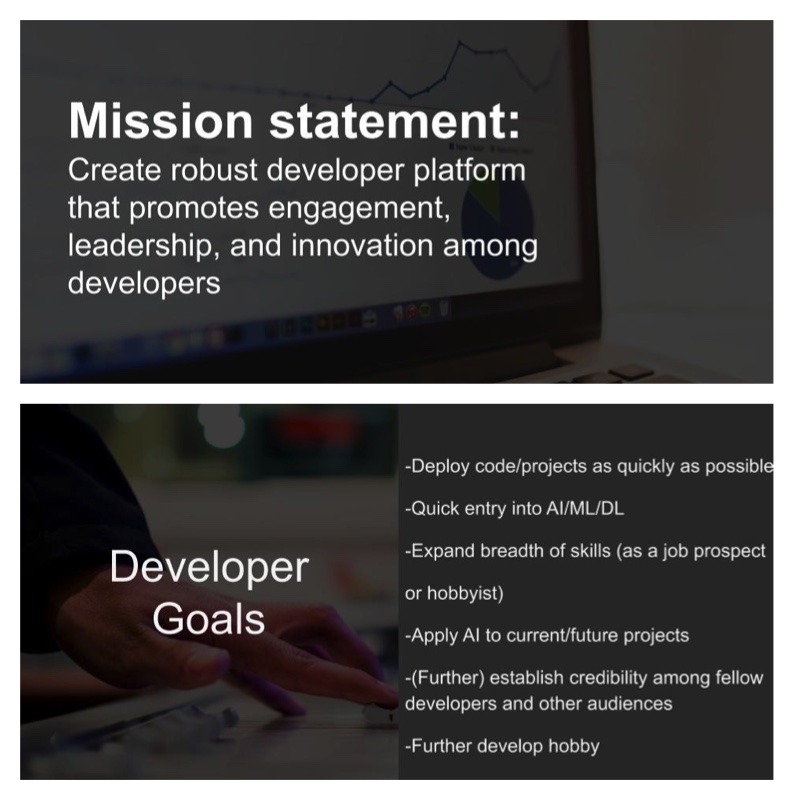 Mission statement:
Create robust developer platform
that promotes engagement,
leadership, and innovation among
developers
Developer
Goals
-Deploy code/projects as quickly as possible
-Quick entry into AI/ML/DL
-Expand breadth of skills (as a job prospect
or hobbyist)
-Apply AI to current/future projects
-(Further) establish credibility among fellow
developers and other audiences
-Further develop hobby